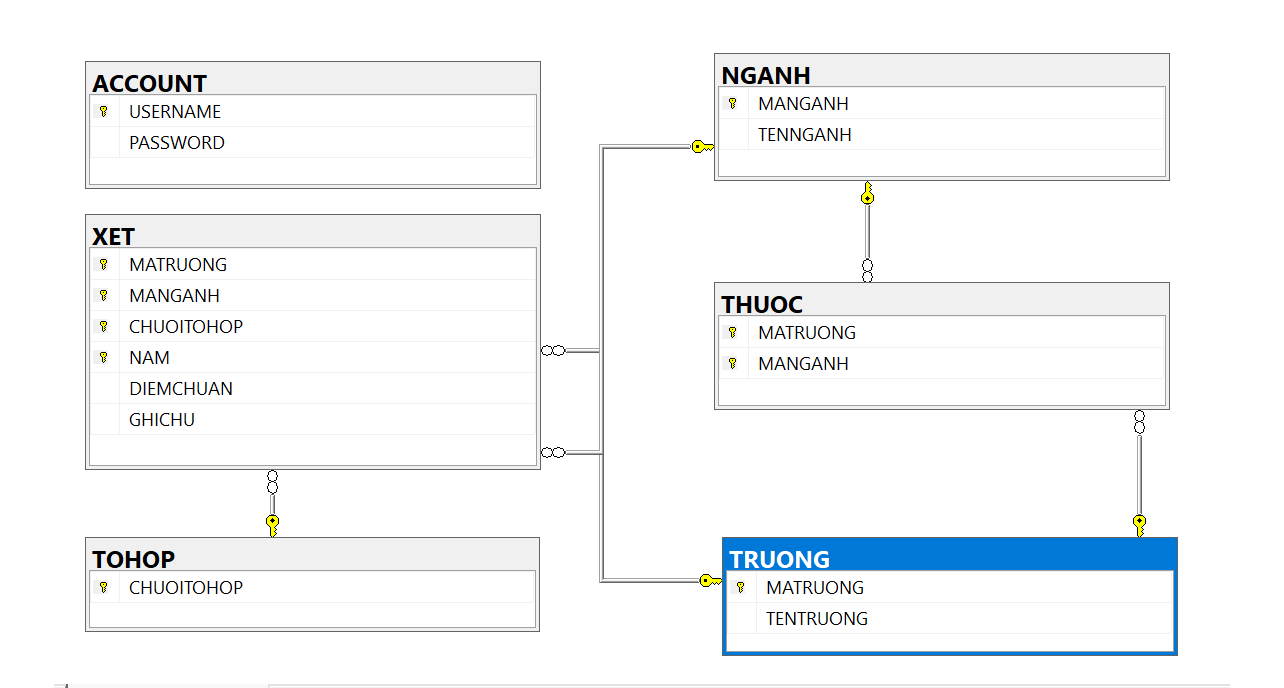 ACCOUNT
USERNAME
PASSWORD
XET
MATRUONG
MANGANH
CHUOITOHOP
NAM
DIEMCHUAN
GHICHU
TOHOP
CHUOITOHOP
NGANH
MANGANH
TENNGANH
THUOC
MATRUONG
MANGANH
TRUONG
MATRUONG
TENTRUONG